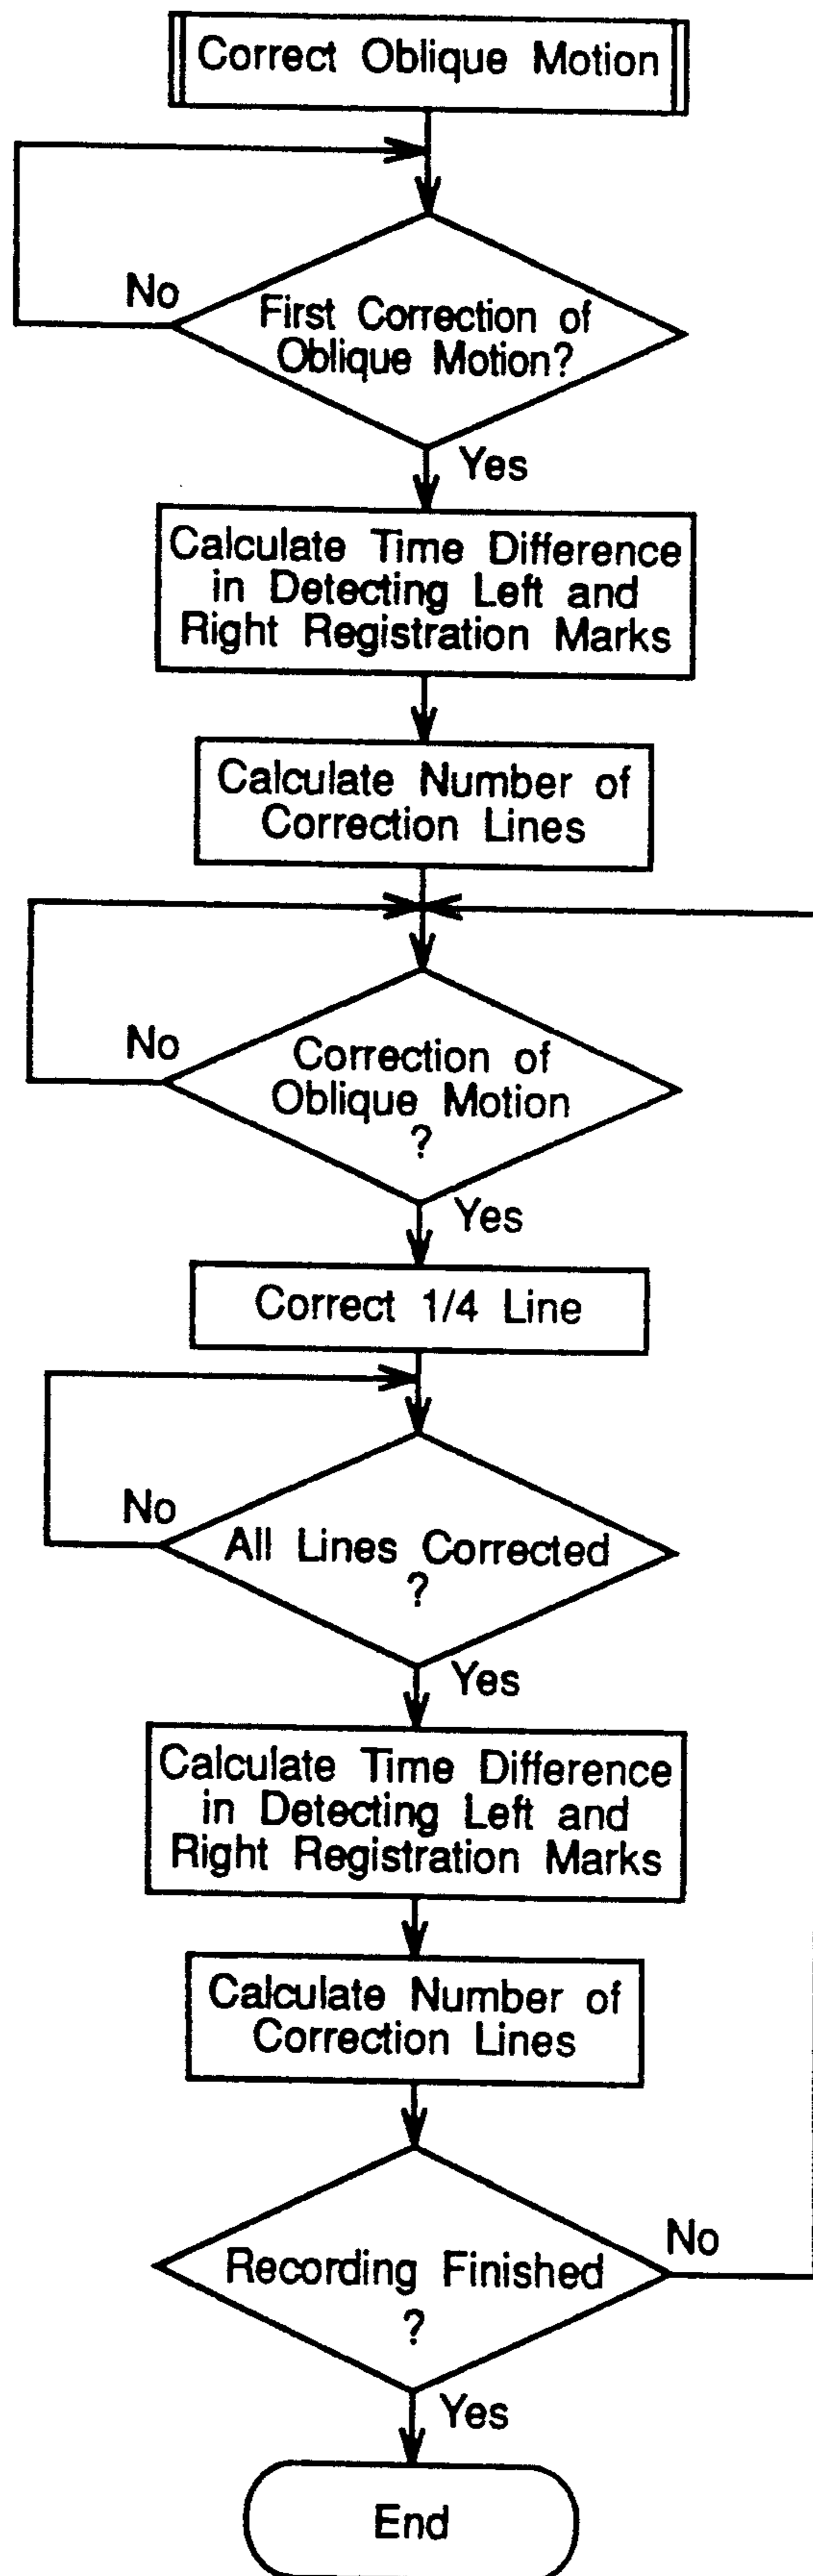 Correct Oblique Motion
No
First Correction of
Oblique Motion?
Yes
Calculate Time Difference
in Detecting Left and
Right Registration Marks
Calculate Number of
Correction Lines
No
Correction of
Oblique Motion
?
Yes
Correct 1/4 Line
No
All Lines Corrected
?
Yes
Calculate Time Difference
in Detecting Left and
Right Registration Marks
Calculate Number of
Correction Lines
No
Recording Finished
?
Yes
End